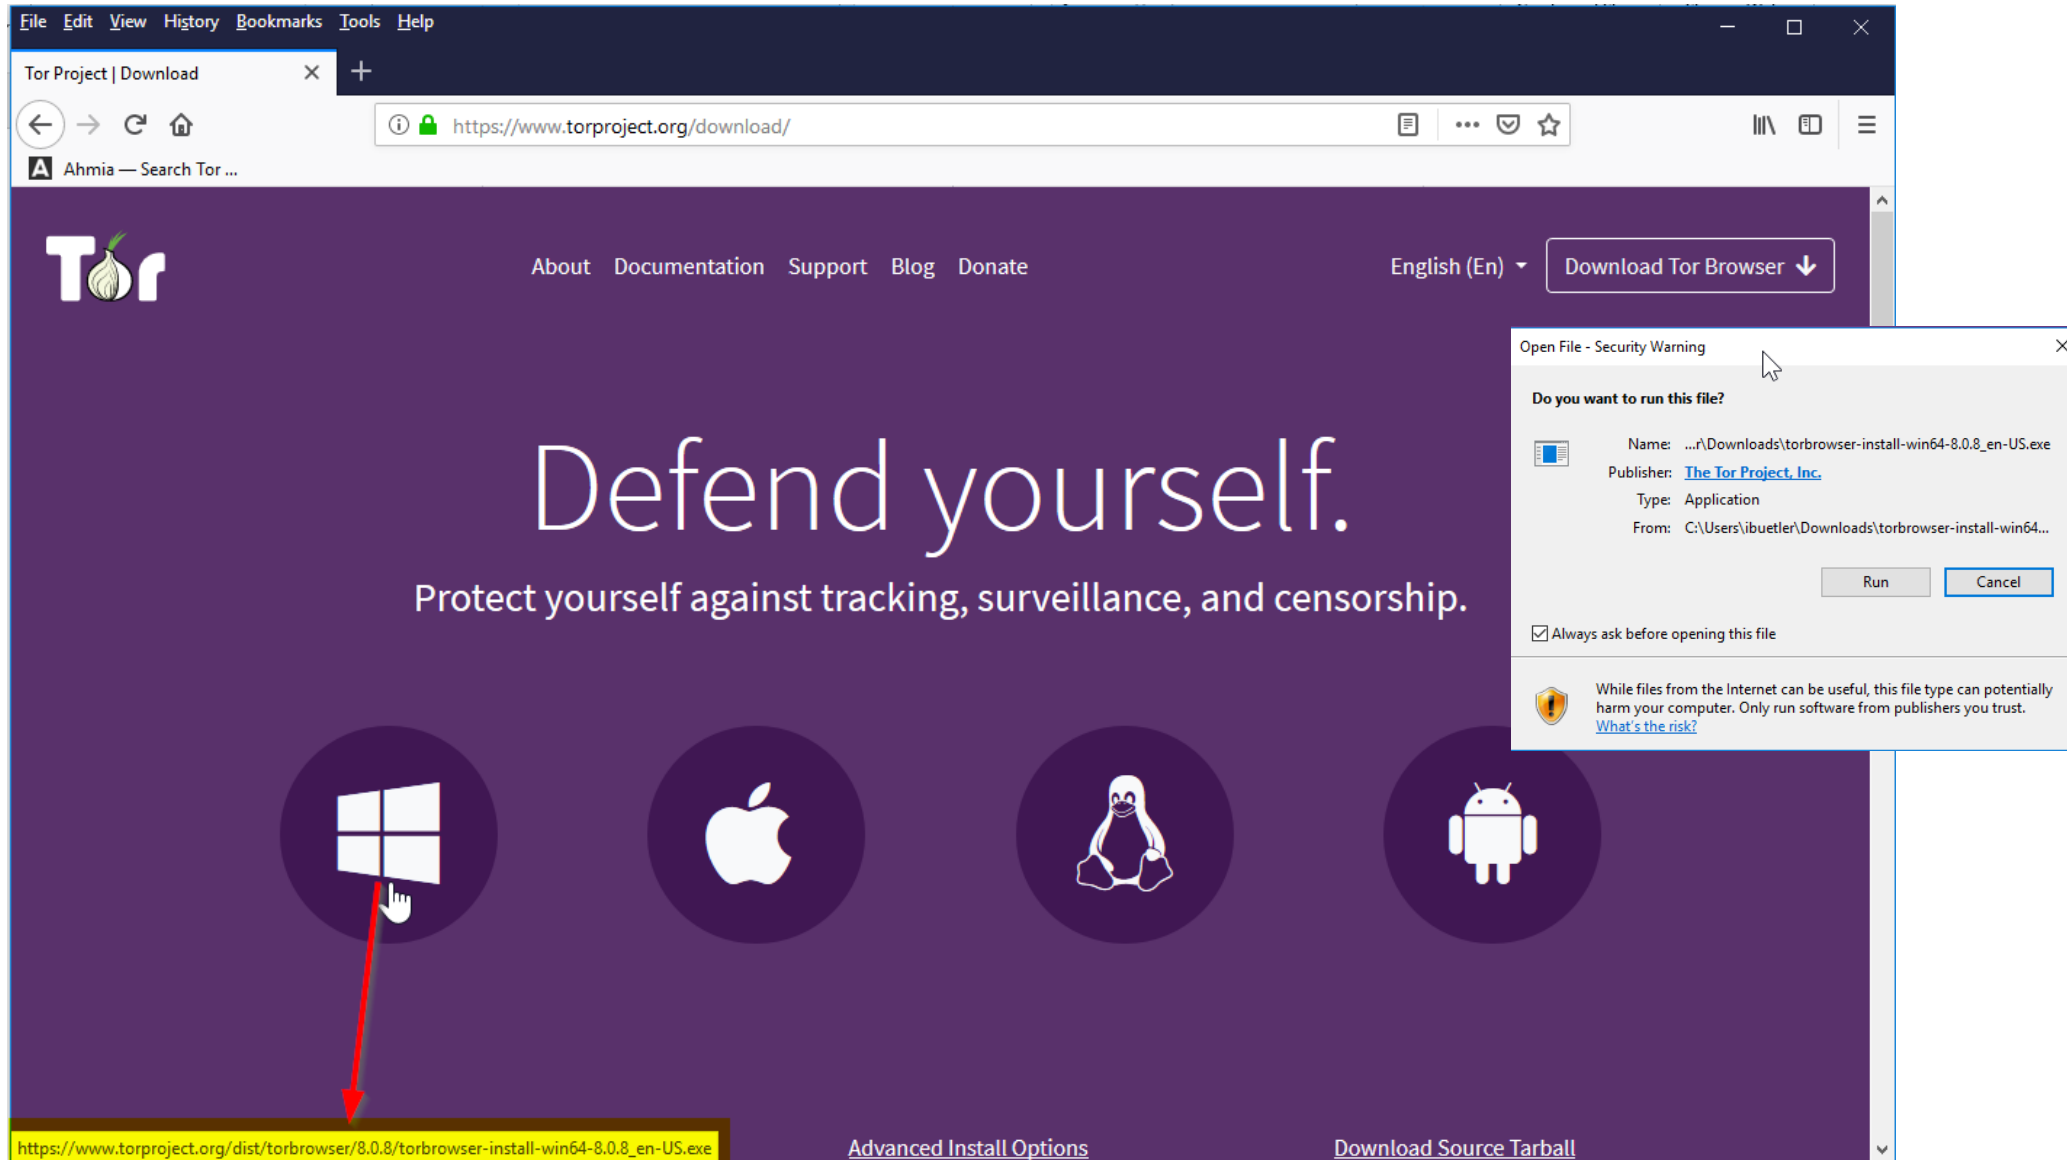 File Edit View History Bookmarks Tools Help
Tor Project | Download
https://www.torproject.org/download/
A Ahmia — Search Tor ...
Tor
About Documentation Support Blog Donate
English (En)
Download Tor Browser
Defend yourself.
Protect yourself against tracking, surveillance, and censorship.
Open File - Security Warning
Do you want to run this file?
Name: ...r\Downloads\torbrowser-install-win64-8.0.8_en-US.exe
Publisher: The Tor Project, Inc.
Type: Application
From: C:\Users\ibuetler\Downloads\torbrowser-install-win64...
Run Cancel
Always ask before opening this file
While files from the Internet can be useful, this file type can potentially
harm your computer. Only run software from publishers you trust.
What's the risk?
https://www.torproject.org/dist/torbrowser/8.0.8/torbrowser-install-win64-8.0.8_en-US.exe
Advanced Install Options
Download Source Tarball